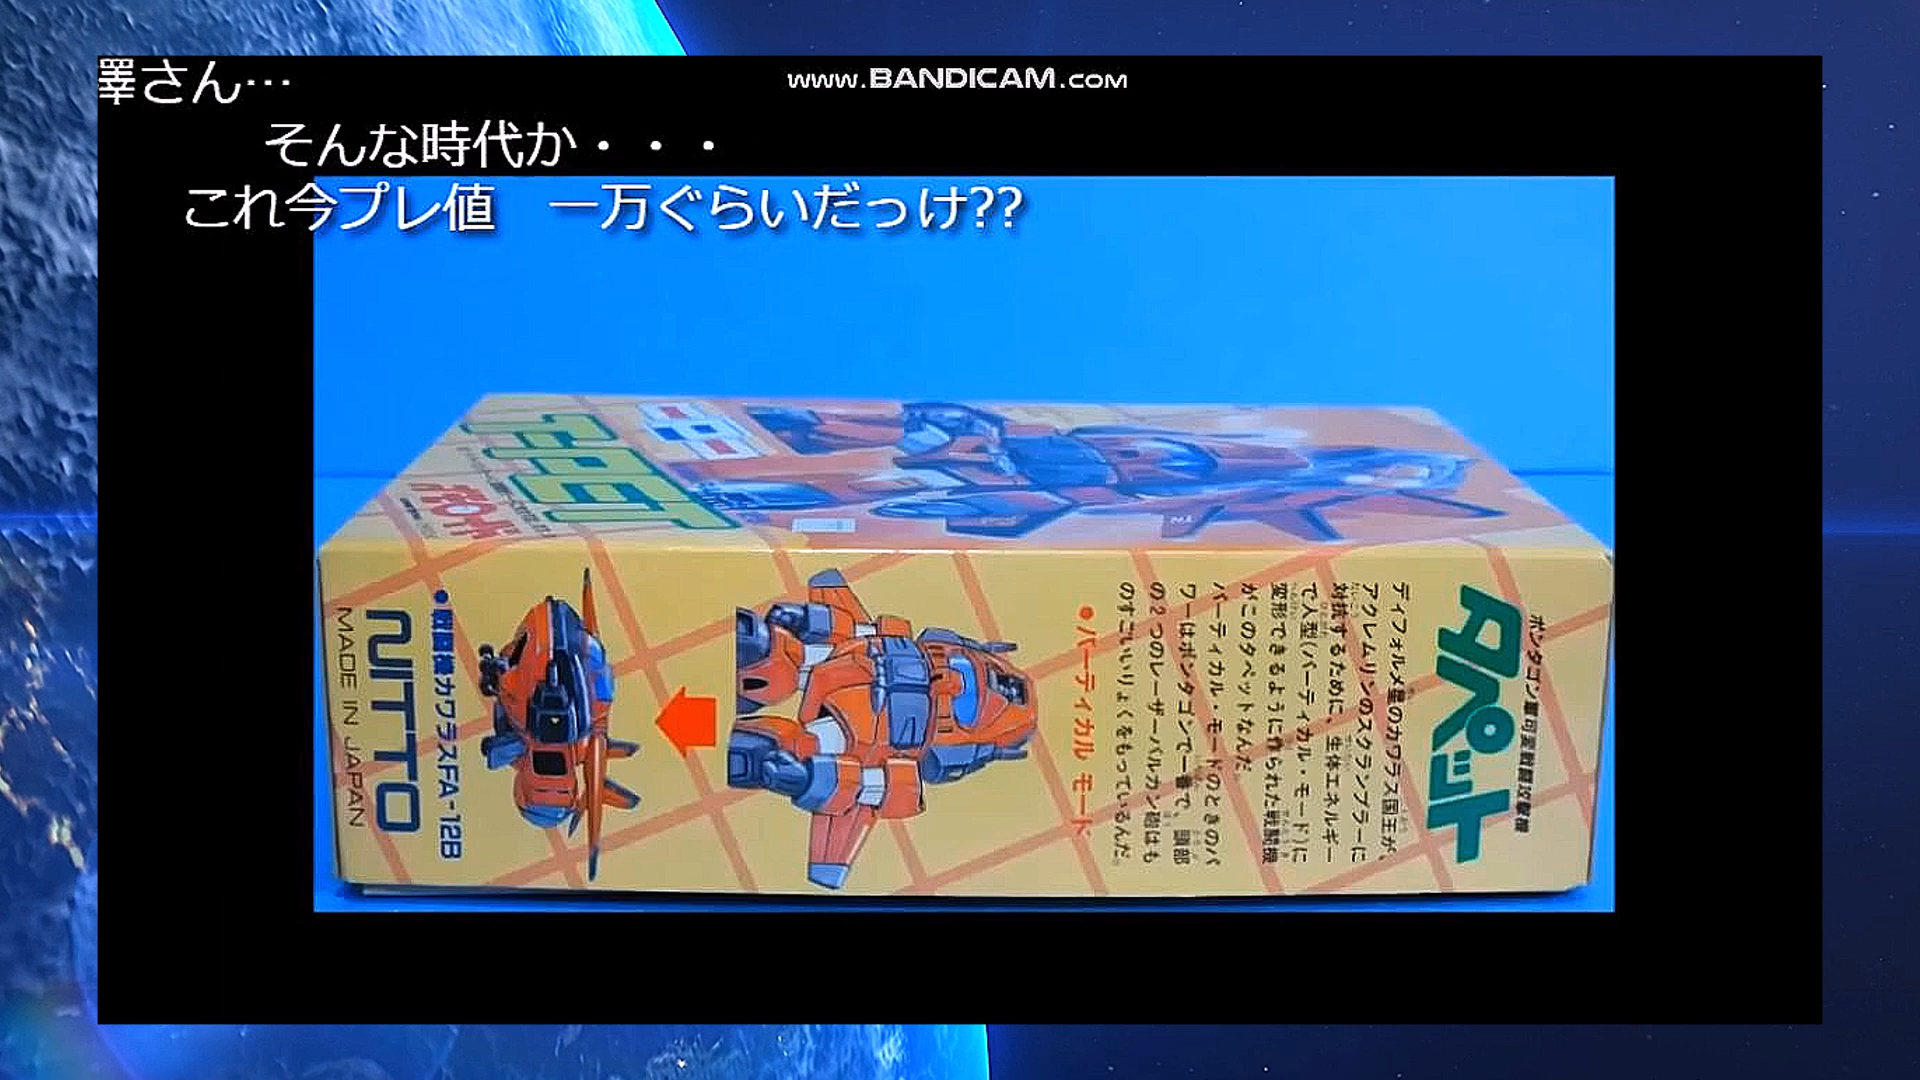 睪さん…
www.BANDICAM.com
そんな時代か・・・
これ今プレ値　一万ぐらいだっけ??
TEPET
ポンタゴン軍可変戦闘攻撃機
タペット
ディフォルメ星のカワラス国王が、
アクレムリンのスクランブラーに
対抗するために、生体エネルギー
で人型(バーティカル・モード)に
変形できるように作られた戦闘機
がこのタペットなんだ。
バーティカル・モードのときのパ
ワーはポンタゴンで一番で、頭部
の2つのレーザーバルカン砲はも
のすごいいりょくをもっているんだ。
●バーティカル モード
●戦闘機カワラスFA-12B
NITTO
MADE IN JAPAN